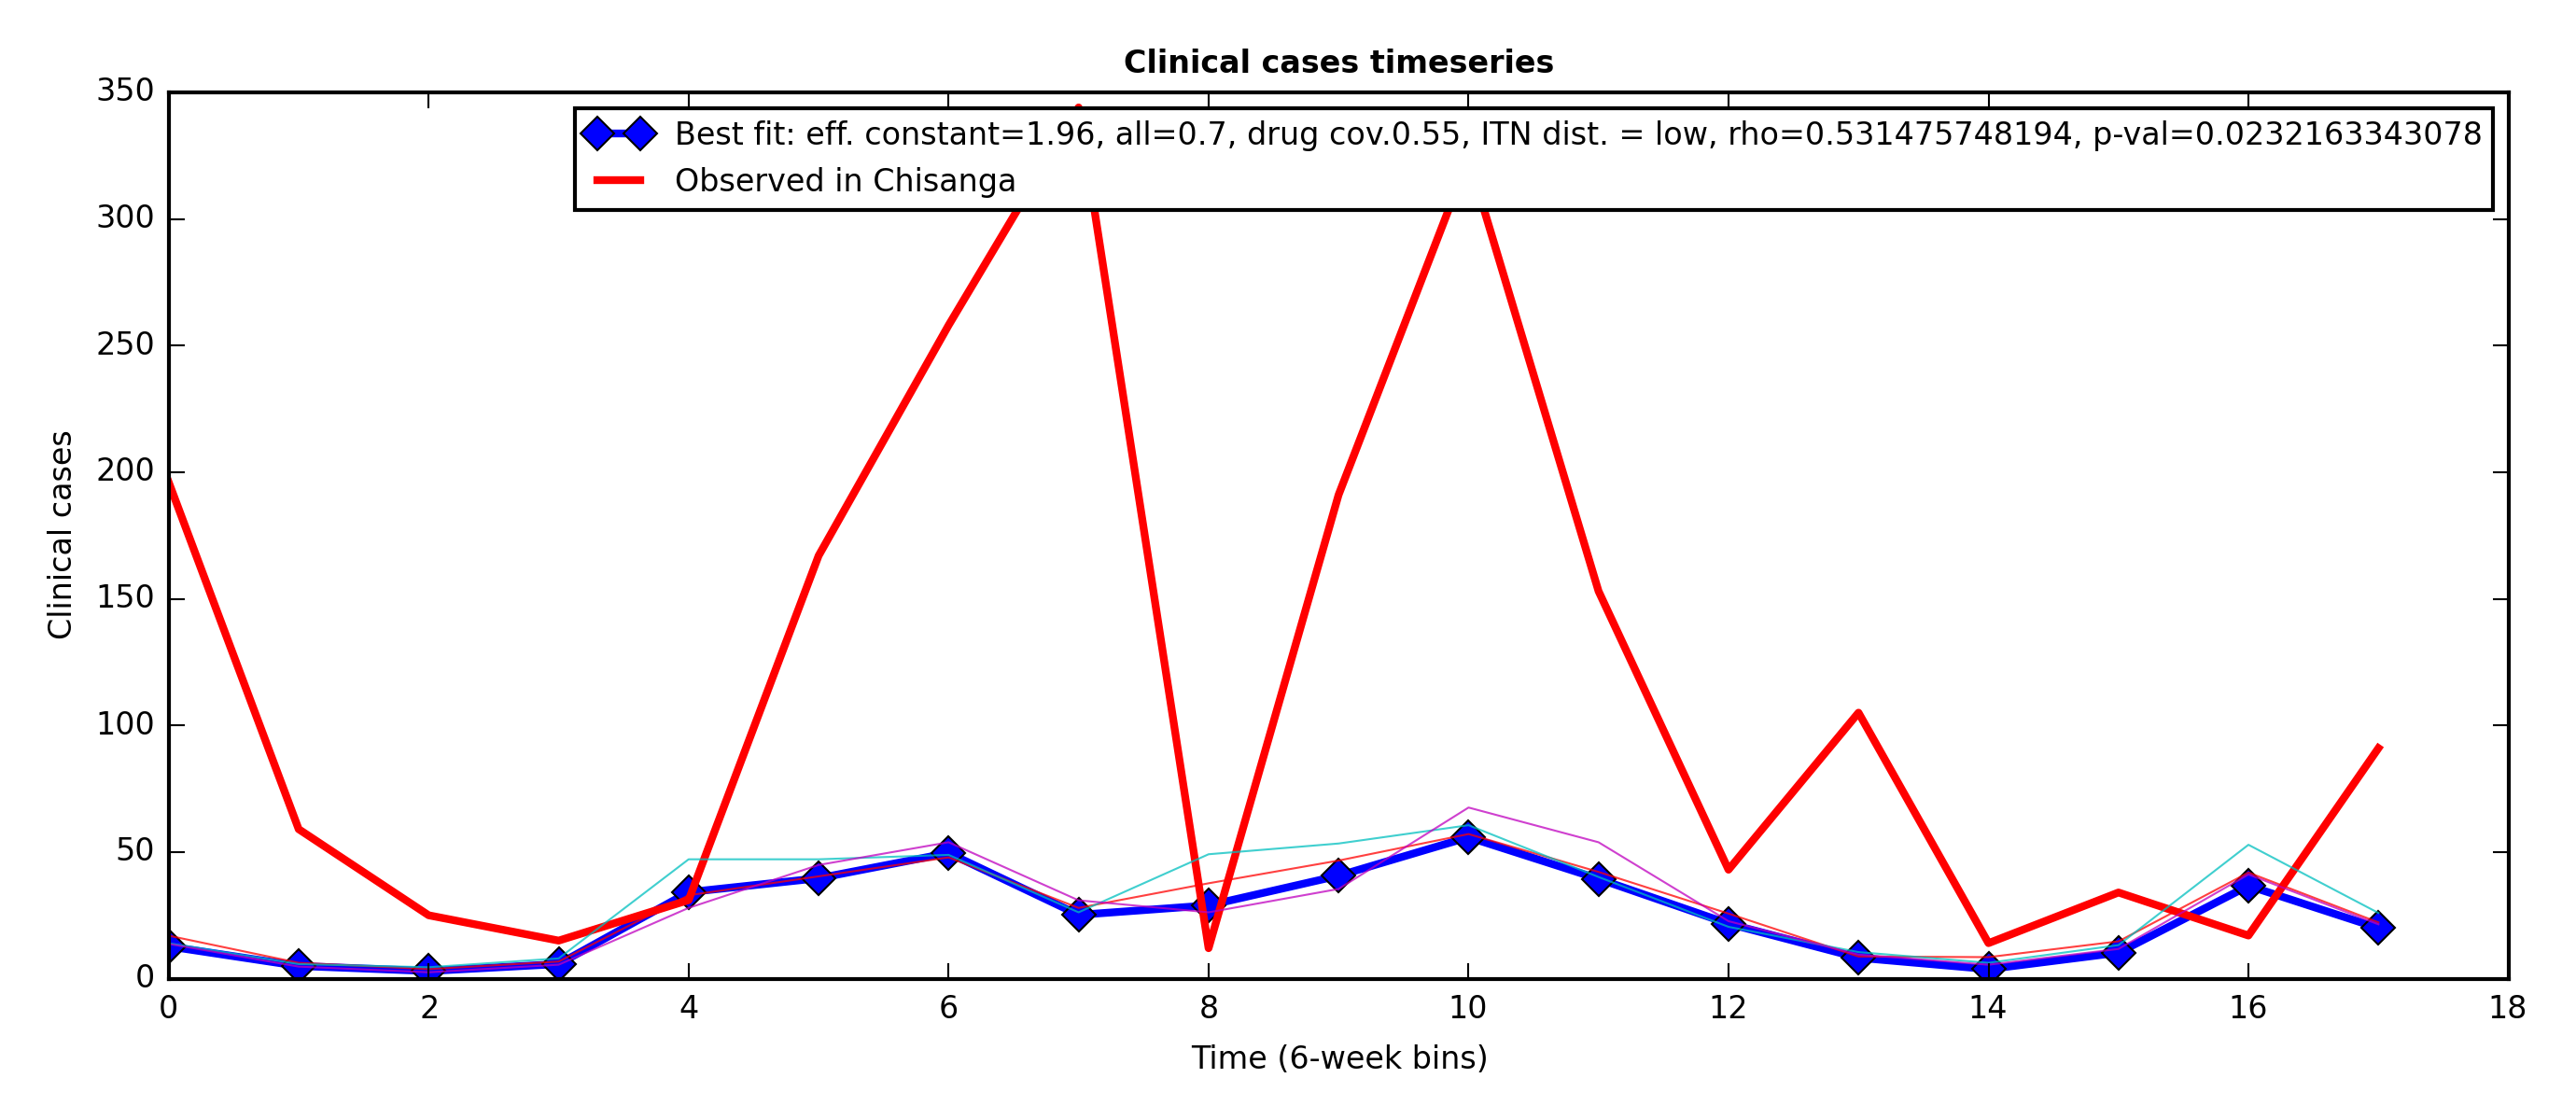 Clinical cases timeseries
350
300
250
200
150
100
50
0
Clinical cases
Best fit: eff. constant=1.96, all=0.7, drug cov.0.55, ITN dist. = low, rho=0.531475748194, p-val=0.0232163343078
Observed in Chisanga
0 2 4 6 8 10 12 14 16 18
Time (6-week bins)